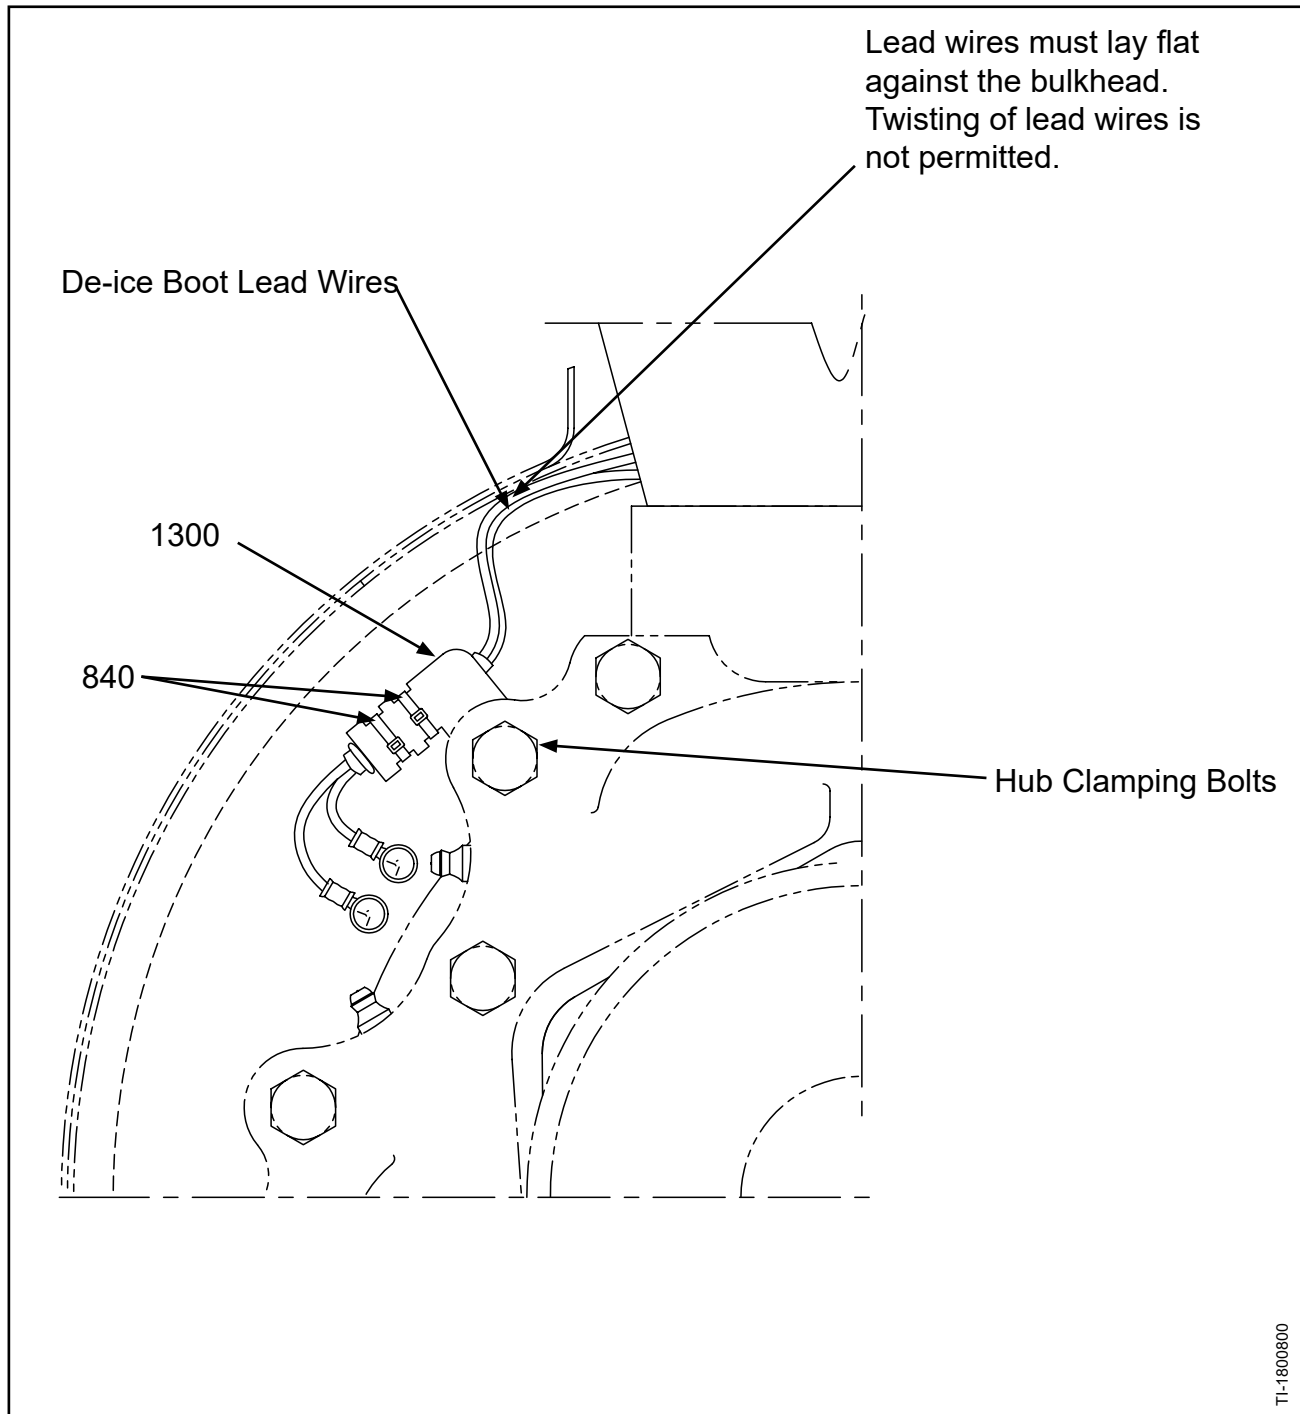 Lead wires must lay flat
against the bulkhead.
Twisting of lead wires is
not permitted.
De-ice Boot Lead Wires
1300
840
Hub Clamping Bolts
TI-1800800